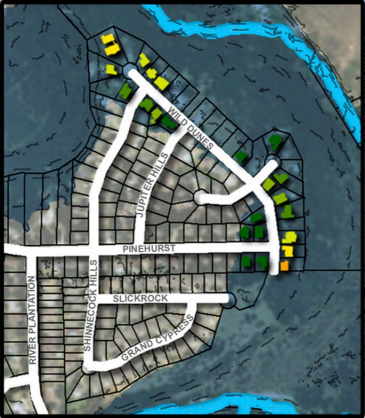 WILD DUNES
JUPITER HILLS
PINEHURST
RIVER PLANTATION
SHINNECOCK HILLS
SLICKROCK
GRAND CYPRESS